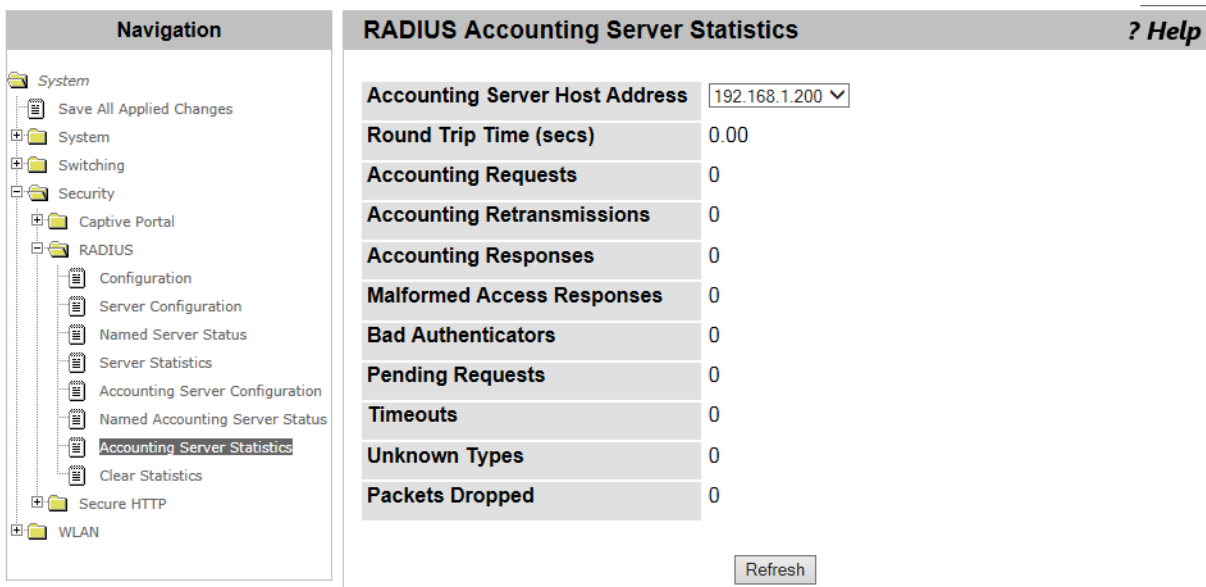 Navigation
System
Save All Applied Changes
System
Switching
Security
Captive Portal
RADIUS
Configuration
Server Configuration
Named Server Status
Server Statistics
Accounting Server Configuration
Named Accounting Server Status
Accounting Server Statistics
Clear Statistics
Secure HTTP
WLAN
RADIUS Accounting Server Statistics
? Help
Accounting Server Host Address 192.168.1.200
Round Trip Time (secs) 0.00
Accounting Requests 0
Accounting Retransmissions 0
Accounting Responses 0
Malformed Access Responses 0
Bad Authenticators 0
Pending Requests 0
Timeouts 0
Unknown Types 0
Packets Dropped 0
Refresh